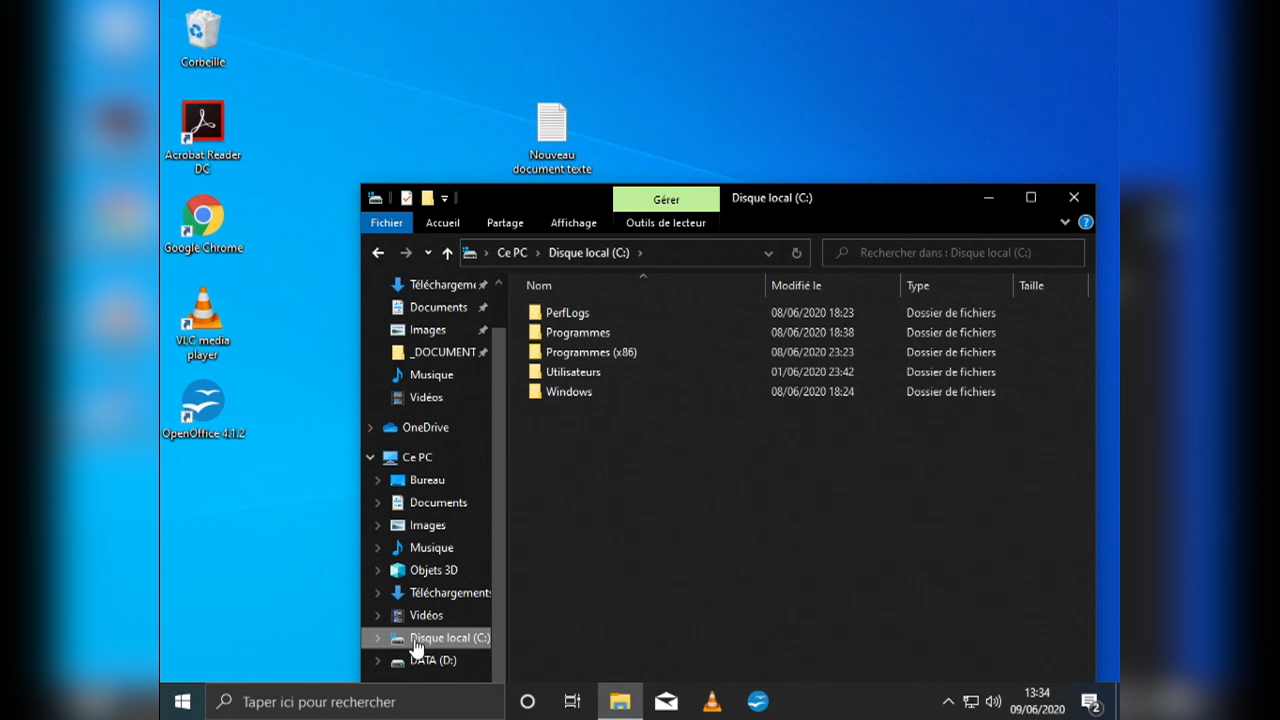 Corbeille
Acrobat Reader
DC
Google Chrome
VLC media
player
OpenOffice 4.1.2
Nouveau
document texte
Gérer
Disque local (C:)
Fichier
Accueil
Partage
Affichage
Outils de lecteur
Ce PC
Disque local (C:)
Rechercher dans : Disque local (C:)
Téléchargeme
Documents
Images
_DOCUMENT
Musique
Vidéos
OneDrive
Ce PC
Bureau
Documents
Images
Musique
Objets 3D
Téléchargements
Vidéos
Disque local (C:)
DATA (D:)
Nom Modifié le Type Taille
PerfLogs 08/06/2020 18:23 Dossier de fichiers
Programmes 08/06/2020 18:38 Dossier de fichiers
Programmes (x86) 08/06/2020 23:23 Dossier de fichiers
Utilisateurs 01/06/2020 23:42 Dossier de fichiers
Windows 08/06/2020 18:24 Dossier de fichiers
Taper ici pour rechercher
13:34
09/06/2020
2